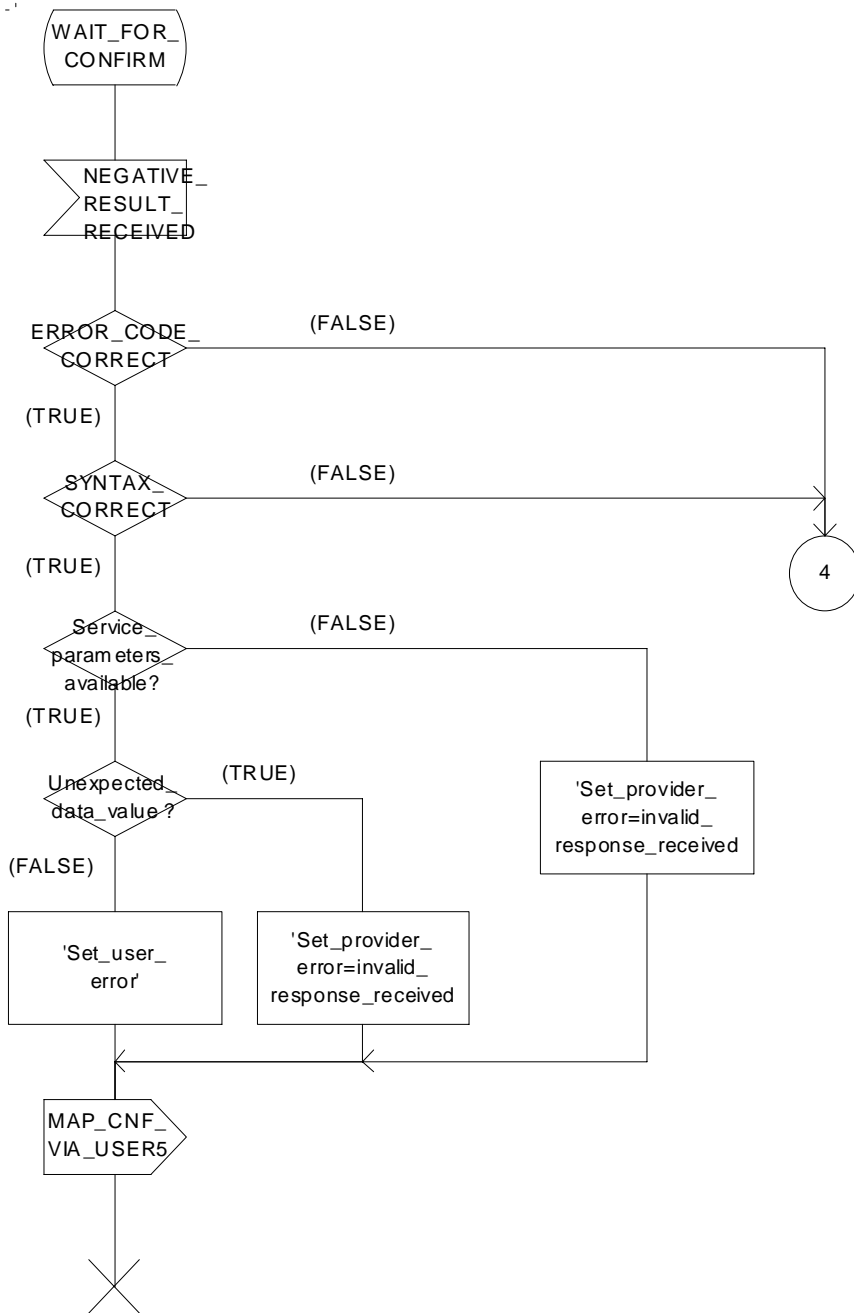 WAIT_FOR_
CONFIRM
NEGATIVE_
RESULT_
RECEIVED
ERROR_CODE_
CORRECT
(FALSE)
(TRUE)
SYNTAX_
CORRECT
(FALSE)
(TRUE)
4
Service_
parameters_
available?
(FALSE)
(TRUE)
Unexpected_
data_value ?
(TRUE)
'Set_provider_
error=invalid_
response_received
(FALSE)
'Set_user_
error'
'Set_provider_
error=invalid_
response_received
MAP_CNF_
VIA_USER5